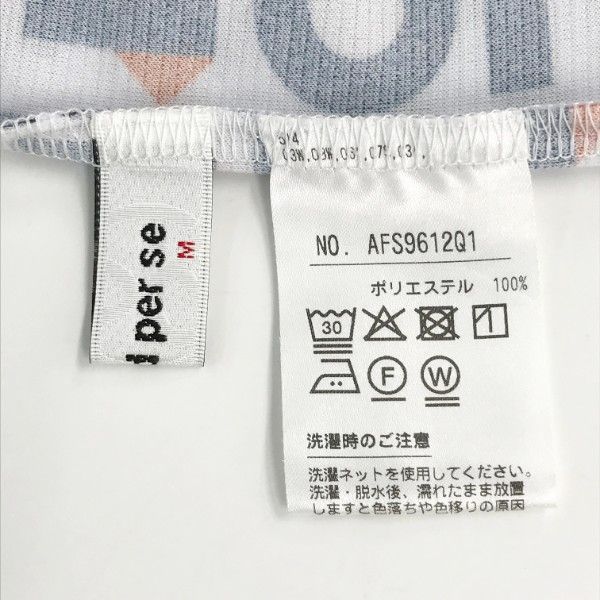 per se
M
NO. AFS9612Q1
ポリエステル 100%
30
F
W
洗濯時のご注意
洗濯ネットを使用してください。
洗濯・脱水後、濡れたまま放置
しますと色落ちや色移りの原因